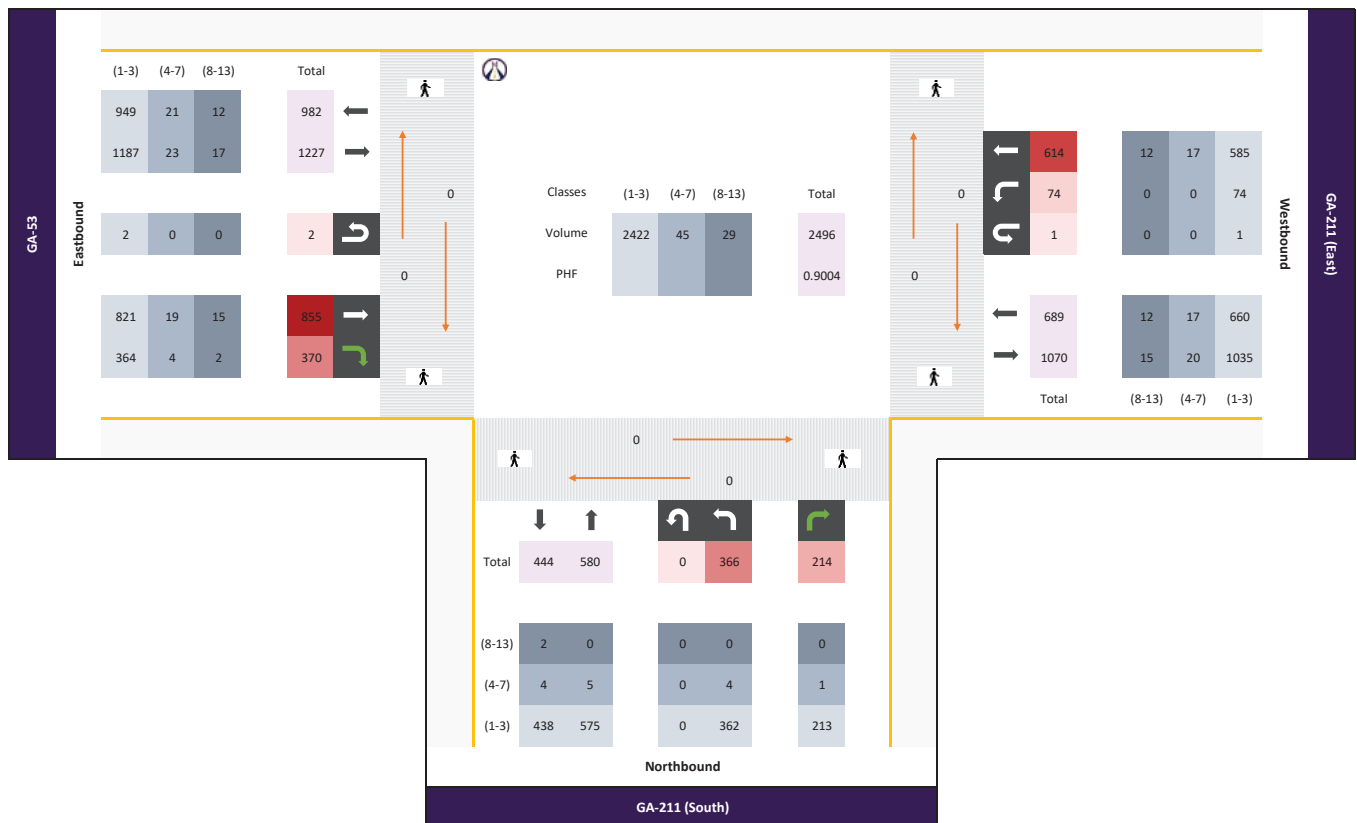 (1-3) (4-7) (8-13) Total
949 21 12 982
1187 23 17 1227
2 0 0 2
821 19 15 855
364 4 2 370
GA-53
Eastbound
0
0
Classes (1-3) (4-7) (8-13) Total
Volume 2422 45 29 2496
PHF 0.9004
0
0
614 12 17 585
74 0 0 74
1 0 0 1
689 12 17 660
1070 15 20 1035
Total (8-13) (4-7) (1-3)
Westbound
GA-211 (East)
0
0
Total 444 580 0 366 214
(8-13) 2 0 0 0 0
(4-7) 4 5 0 4 1
(1-3) 438 575 0 362 213
Northbound
GA-211 (South)